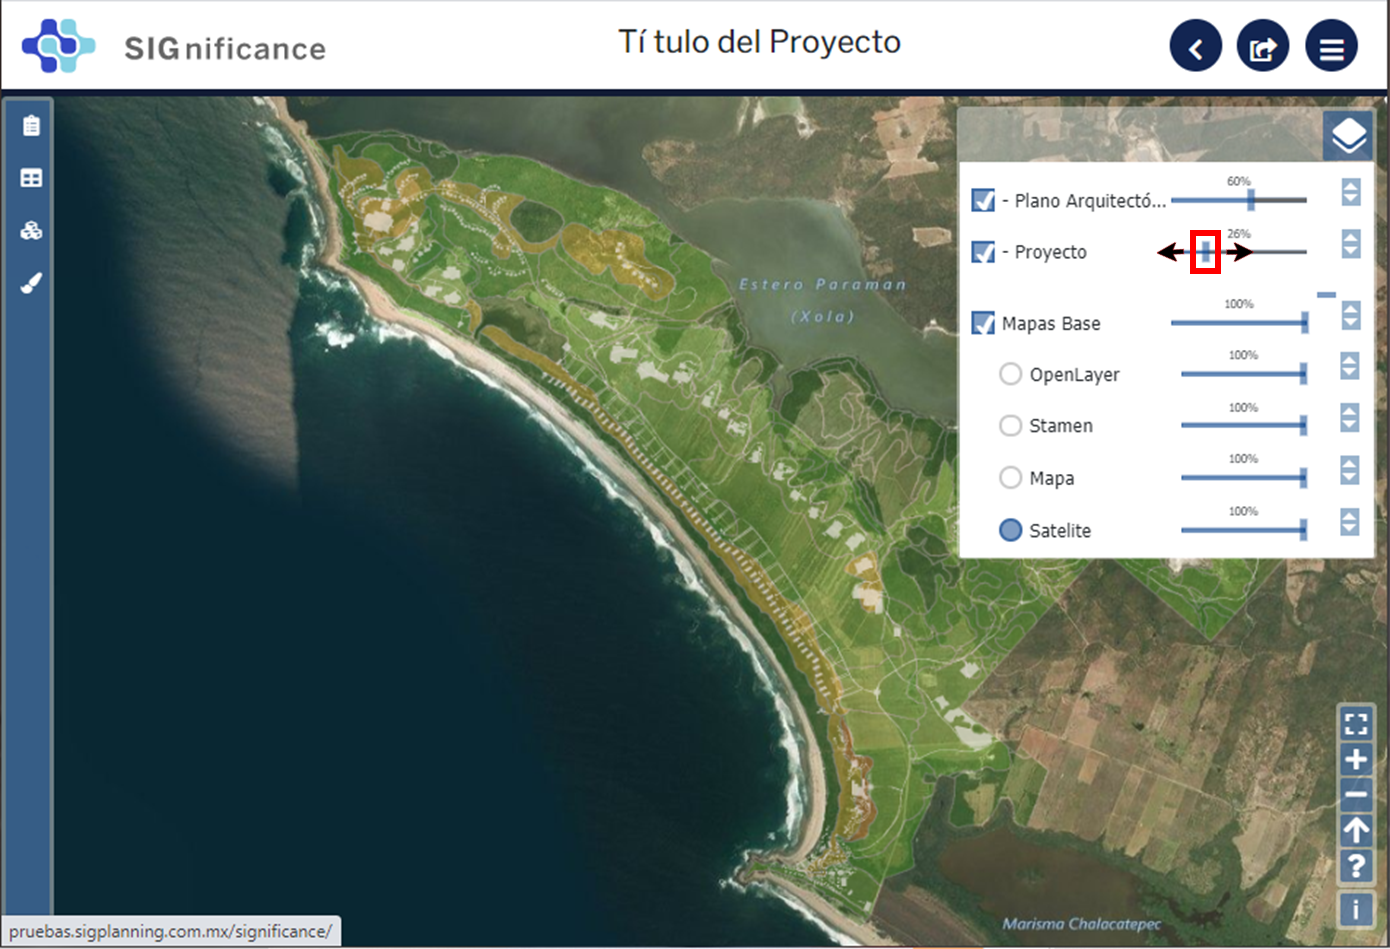 SIGnificance
Tí tulo del Proyecto
60%
- Plano Arquitectó...
26%
- Proyecto
100%
Mapas Base
100%
OpenLayer
100%
Stamen
100%
Mapa
100%
Satelite
Estero Paraman
(Xola)
?
i
Marisma Chalacatepec
pruebas.sigplanning.com.mx/significance/